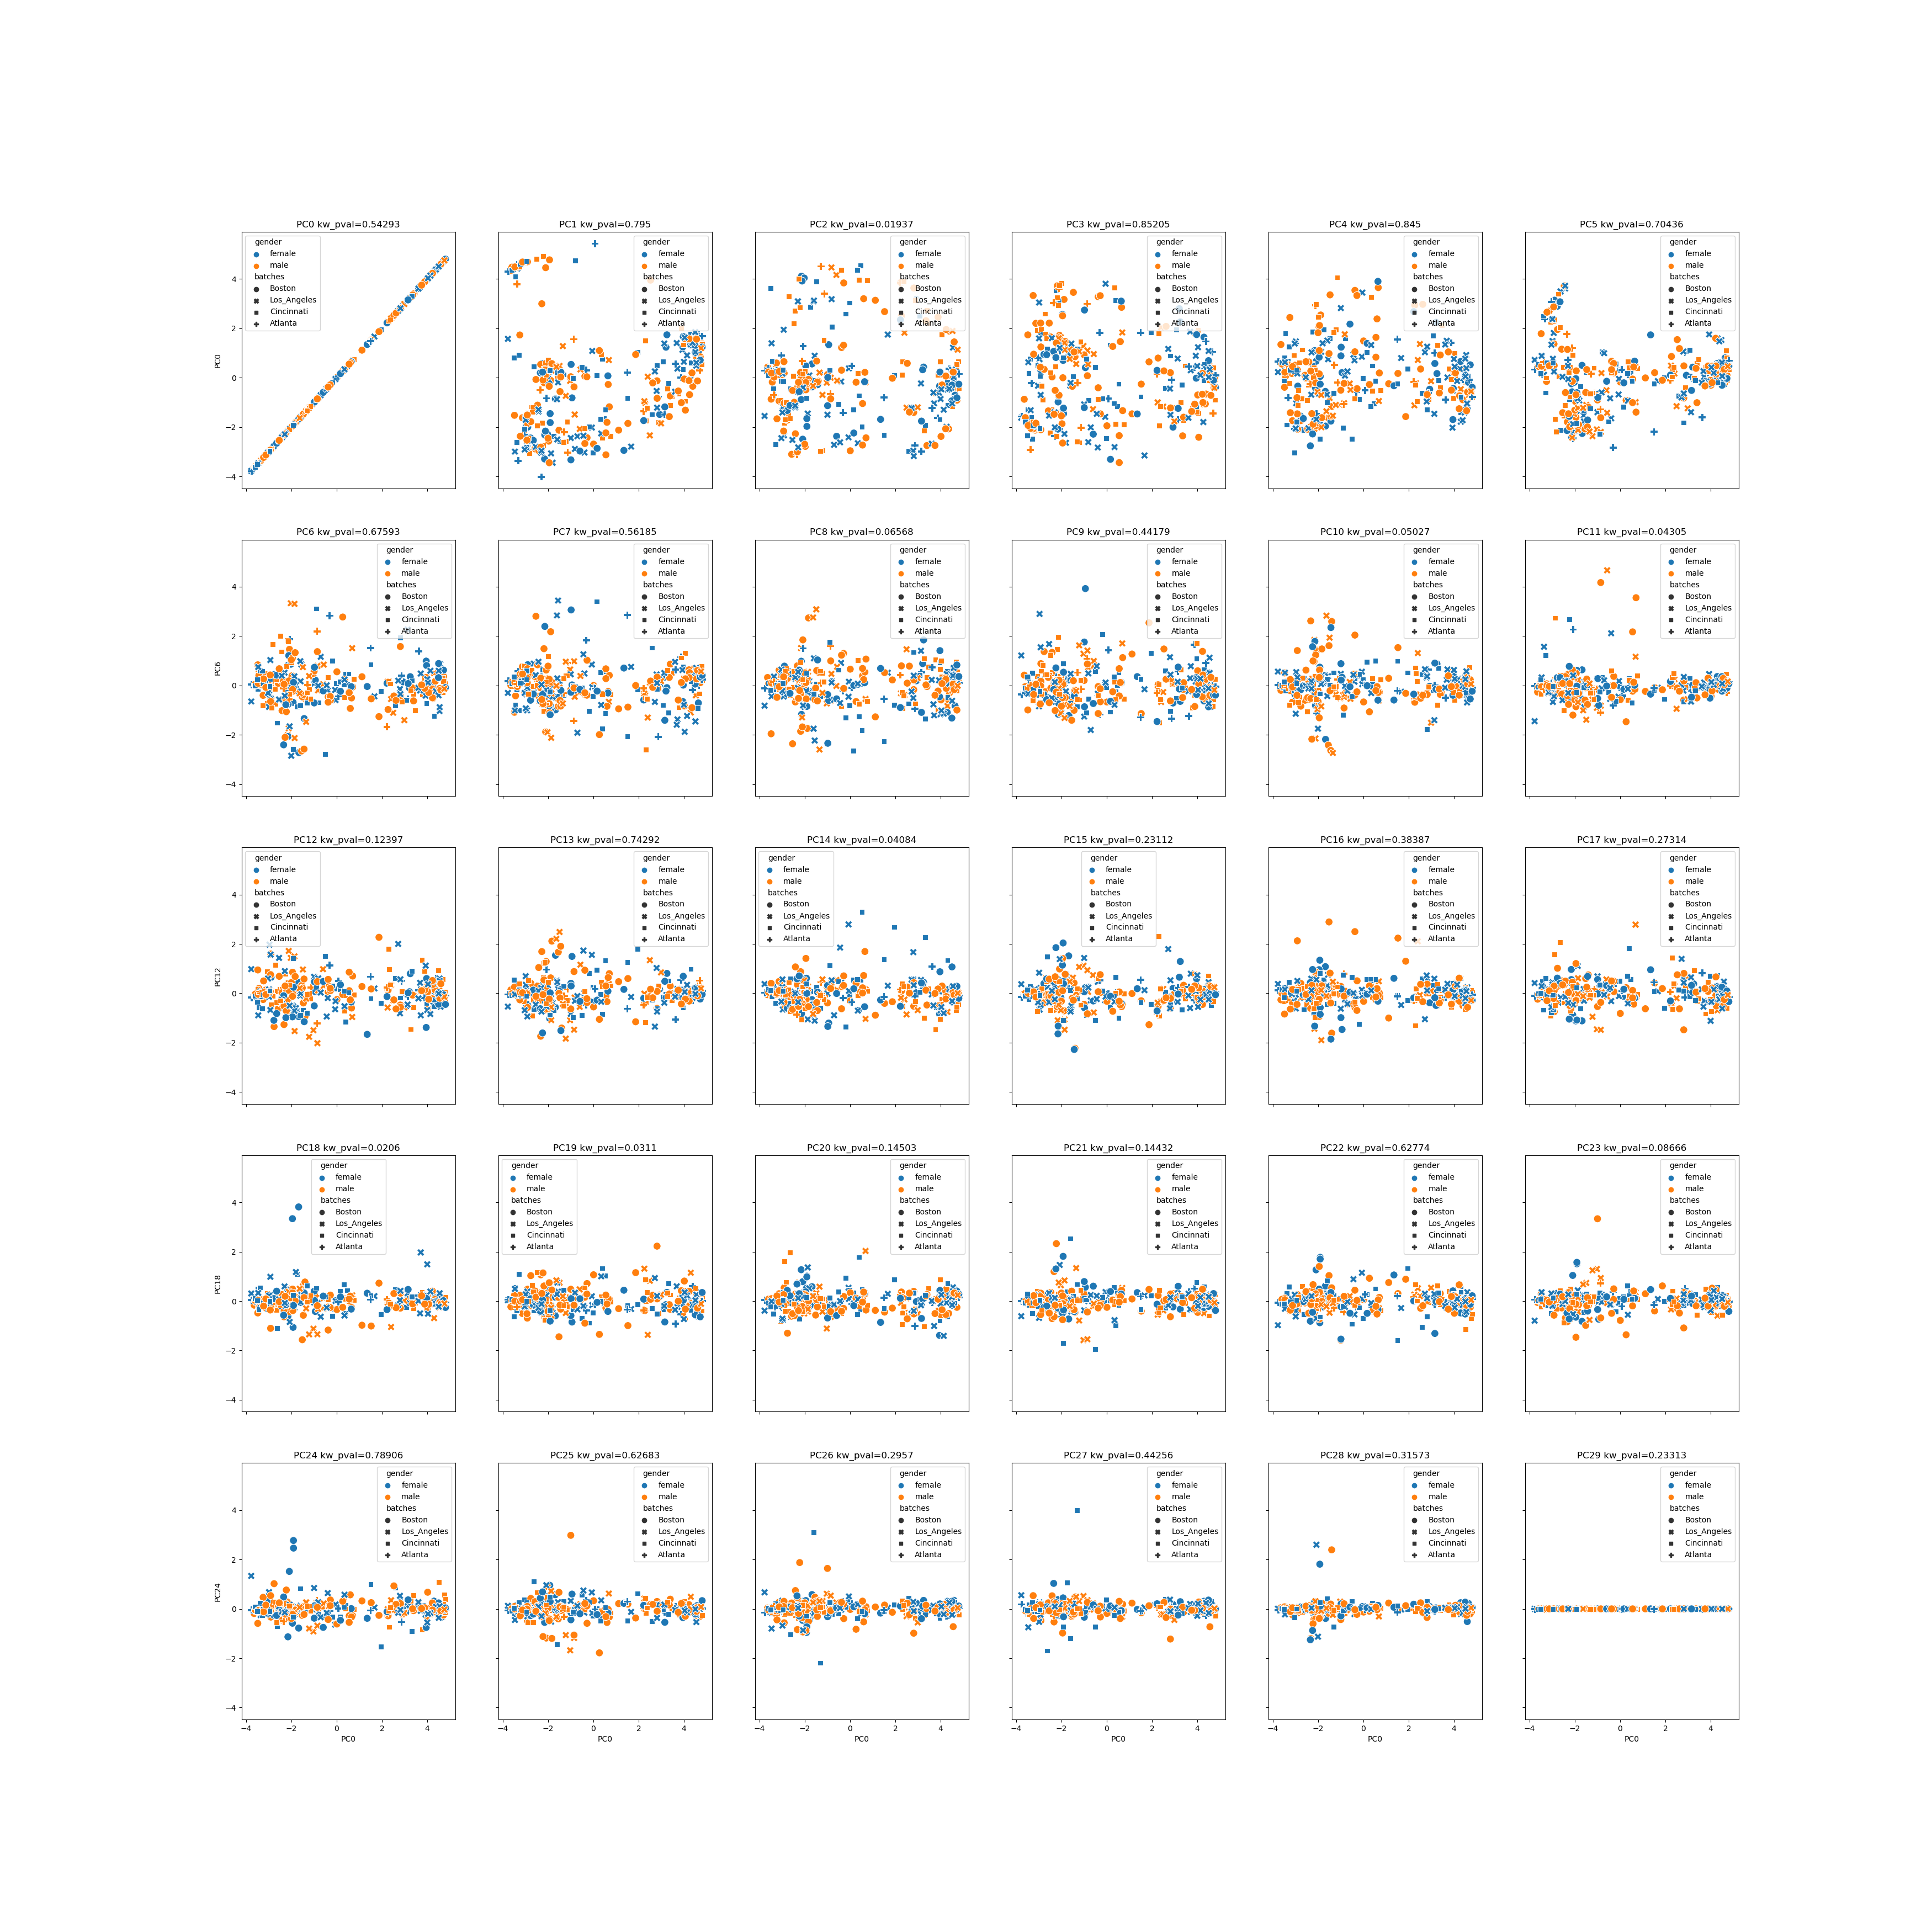 PC0 kw_pval=0.54293
gender
female
male
batches
Boston
Los_Angeles
Cincinnati
Atlanta
4
2
0
−2
−4
PC0
PC1 kw_pval=0.795
gender
female
male
batches
Boston
Los_Angeles
Cincinnati
Atlanta
PC2 kw_pval=0.01937
gender
female
male
batches
Boston
Los_Angeles
Cincinnati
Atlanta
PC3 kw_pval=0.85205
gender
female
male
batches
Boston
Los_Angeles
Cincinnati
Atlanta
PC4 kw_pval=0.845
gender
female
male
batches
Boston
Los_Angeles
Cincinnati
Atlanta
PC5 kw_pval=0.70436
gender
female
male
batches
Boston
Los_Angeles
Cincinnati
Atlanta
PC6 kw_pval=0.67593
gender
female
male
batches
Boston
Los_Angeles
Cincinnati
Atlanta
4
2
0
−2
−4
PC6
PC7 kw_pval=0.56185
gender
female
male
batches
Boston
Los_Angeles
Cincinnati
Atlanta
PC8 kw_pval=0.06568
gender
female
male
batches
Boston
Los_Angeles
Cincinnati
Atlanta
PC9 kw_pval=0.44179
gender
female
male
batches
Boston
Los_Angeles
Cincinnati
Atlanta
PC10 kw_pval=0.05027
gender
female
male
batches
Boston
Los_Angeles
Cincinnati
Atlanta
PC11 kw_pval=0.04305
gender
female
male
batches
Boston
Los_Angeles
Cincinnati
Atlanta
PC12 kw_pval=0.12397
gender
female
male
batches
Boston
Los_Angeles
Cincinnati
Atlanta
4
2
0
−2
−4
PC12
PC13 kw_pval=0.74292
gender
female
male
batches
Boston
Los_Angeles
Cincinnati
Atlanta
PC14 kw_pval=0.04084
gender
female
male
batches
Boston
Los_Angeles
Cincinnati
Atlanta
PC15 kw_pval=0.23112
gender
female
male
batches
Boston
Los_Angeles
Cincinnati
Atlanta
PC16 kw_pval=0.38387
gender
female
male
batches
Boston
Los_Angeles
Cincinnati
Atlanta
PC17 kw_pval=0.27314
gender
female
male
batches
Boston
Los_Angeles
Cincinnati
Atlanta
PC18 kw_pval=0.0206
gender
female
male
batches
Boston
Los_Angeles
Cincinnati
Atlanta
4
2
0
−2
−4
PC18
PC19 kw_pval=0.0311
gender
female
male
batches
Boston
Los_Angeles
Cincinnati
Atlanta
PC20 kw_pval=0.14503
gender
female
male
batches
Boston
Los_Angeles
Cincinnati
Atlanta
PC21 kw_pval=0.14432
gender
female
male
batches
Boston
Los_Angeles
Cincinnati
Atlanta
PC22 kw_pval=0.62774
gender
female
male
batches
Boston
Los_Angeles
Cincinnati
Atlanta
PC23 kw_pval=0.08666
gender
female
male
batches
Boston
Los_Angeles
Cincinnati
Atlanta
PC24 kw_pval=0.78906
gender
female
male
batches
Boston
Los_Angeles
Cincinnati
Atlanta
4
2
0
−2
−4
PC24
−4 −2 0 2 4
PC0
PC25 kw_pval=0.62683
gender
female
male
batches
Boston
Los_Angeles
Cincinnati
Atlanta
−4 −2 0 2 4
PC0
PC26 kw_pval=0.2957
gender
female
male
batches
Boston
Los_Angeles
Cincinnati
Atlanta
−4 −2 0 2 4
PC0
PC27 kw_pval=0.44256
gender
female
male
batches
Boston
Los_Angeles
Cincinnati
Atlanta
−4 −2 0 2 4
PC0
PC28 kw_pval=0.31573
gender
female
male
batches
Boston
Los_Angeles
Cincinnati
Atlanta
−4 −2 0 2 4
PC0
PC29 kw_pval=0.23313
gender
female
male
batches
Boston
Los_Angeles
Cincinnati
Atlanta
−4 −2 0 2 4
PC0